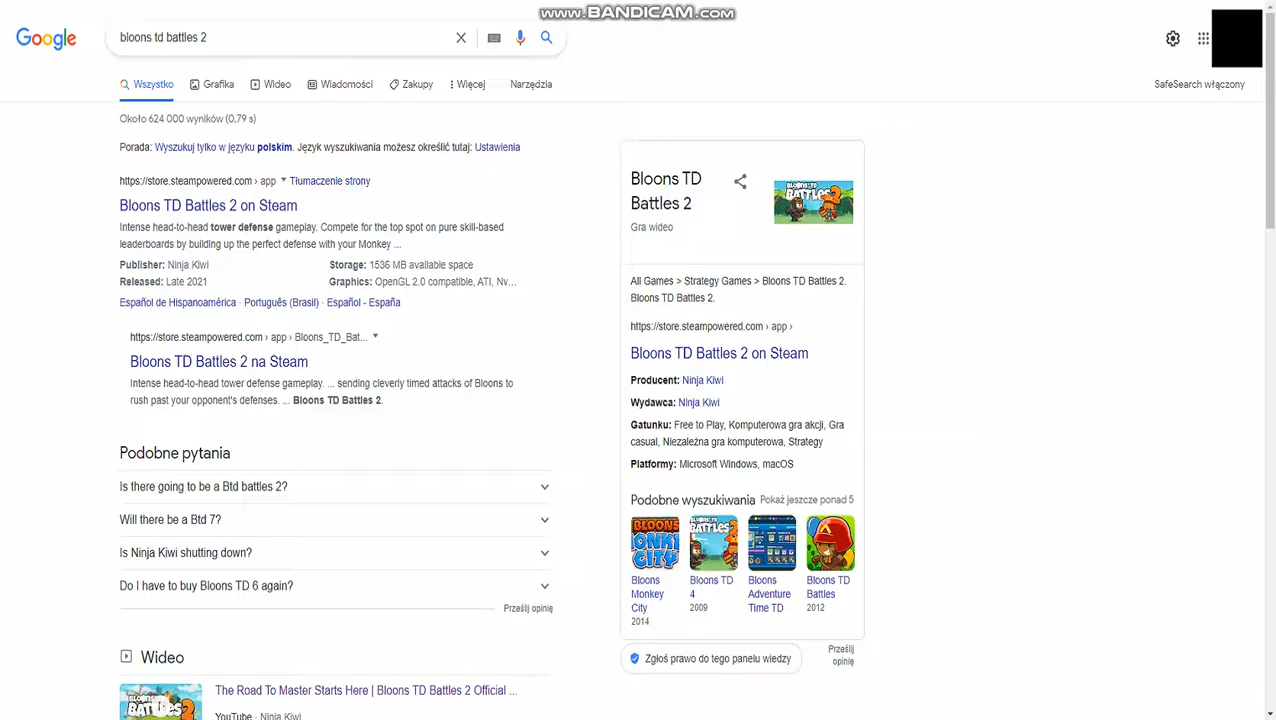 www.BANDICAM.com
Google
bloons td battles 2
Wszystko Grafika Wideo Wiadomości Zakupy Więcej Narzędzia SafeSearch włączony
Około 624 000 wyników (0,79 s)
Porada: Wyszukuj tylko w języku polskim. Język wyszukiwania możesz określić tutaj: Ustawienia
https://store.steampowered.com › app Tłumaczenie strony
Bloons TD Battles 2 on Steam
Intense head-to-head tower defense gameplay. Compete for the top spot on pure skill-based
leaderboards by building up the perfect defense with your Monkey ...
Publisher: Ninja Kiwi Storage: 1536 MB available space
Released: Late 2021 Graphics: OpenGL 2.0 compatible, ATI, Nv...
Español de Hispanoamérica · Português (Brasil) · Español - España
https://store.steampowered.com › app › Bloons_TD_Bat...
Bloons TD Battles 2 na Steam
Intense head-to-head tower defense gameplay. ... sending cleverly timed attacks of Bloons to
rush past your opponent's defenses. ... Bloons TD Battles 2.
Podobne pytania
Is there going to be a Btd battles 2?
Will there be a Btd 7?
Is Ninja Kiwi shutting down?
Do I have to buy Bloons TD 6 again?
Prześlij opinię
Wideo
The Road To Master Starts Here | Bloons TD Battles 2 Official ...
YouTube · Ninja Kiwi
BATTLES 2
Bloons TD
Battles 2
Gra wideo
BLOONS TD
BATTLES 2
All Games > Strategy Games > Bloons TD Battles 2.
Bloons TD Battles 2.
https://store.steampowered.com › app ›
Bloons TD Battles 2 on Steam
Producent: Ninja Kiwi
Wydawca: Ninja Kiwi
Gatunku: Free to Play, Komputerowa gra akcji, Gra
casual, Niezależna gra komputerowa, Strategy
Platformy: Microsoft Windows, macOS
Podobne wyszukiwania Pokaż jeszcze ponad 5
Bloons
Monkey
City
2014
Bloons TD
4
2009
Bloons
Adventure
Time TD
Bloons TD
Battles
2012
Zgłoś prawo do tego panelu wiedzy
Prześlij
opinię